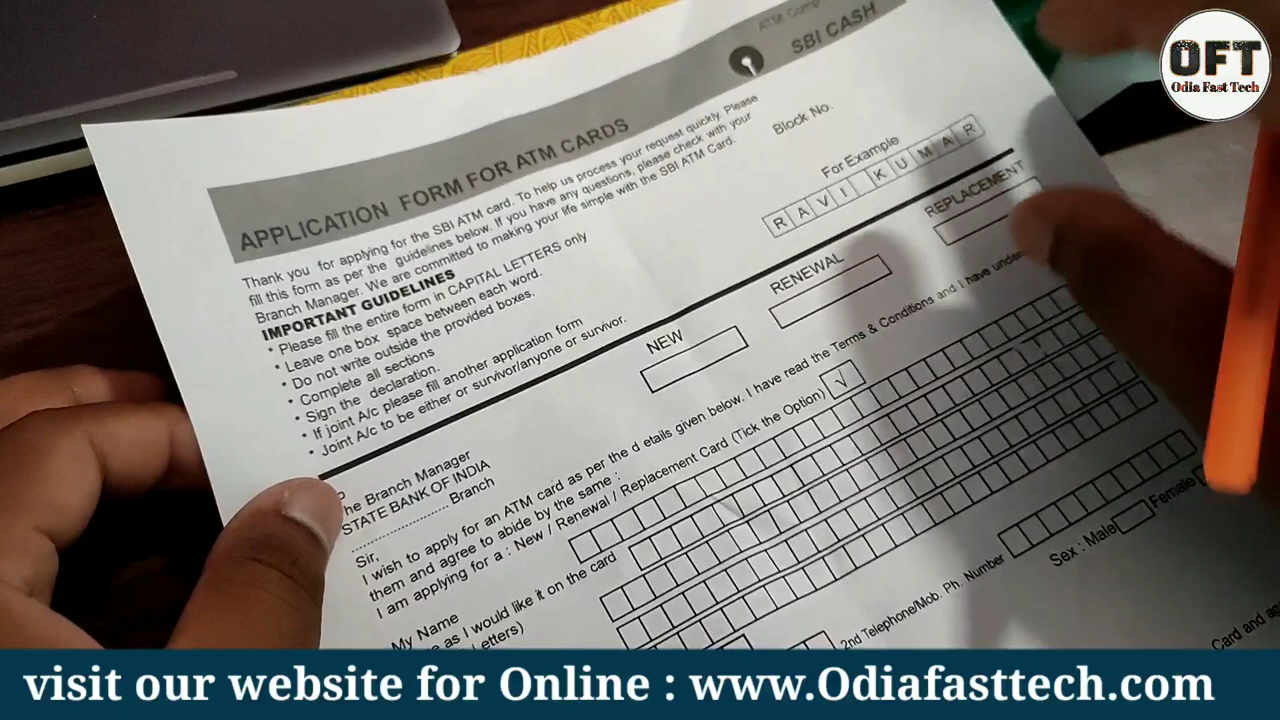 OFT
Odia Fast Tech
SBI CASH
APPLICATION FORM FOR ATM CARDS
Thank you for applying for the SBI ATM card. To help us process your request quickly. Please
fill this form as per the guidelines below. If you have any questions, please check with your
Branch Manager. We are committed to making your life simple with the SBI ATM Card.
IMPORTANT GUIDELINES
• Please fill the entire form in CAPITAL LETTERS only
• Leave one box space between each word.
• Do not write outside the provided boxes.
• Complete all sections
• Sign the declaration.
• If joint A/c please fill another application form
• Joint A/c to be either or survivor/anyone or survivor.
Block No.
For Example
RAVI KUMAR
NEW
RENEWAL
REPLACEMENT
he Branch Manager
STATE BANK OF INDIA
.................... Branch
Sir,
I wish to apply for an ATM card as per the d etails given below. I have read the Terms & Conditions and I have under
them and agree to abide by the same :
I am applying for a : New / Renewal / Replacement Card (Tick the Option) √
My Name
e as I would like it on the card
etters)
2nd Telephone/Mob. Ph. Number
Sex : Male
Female
Card and
visit our website for Online : www.Odiafasttech.com